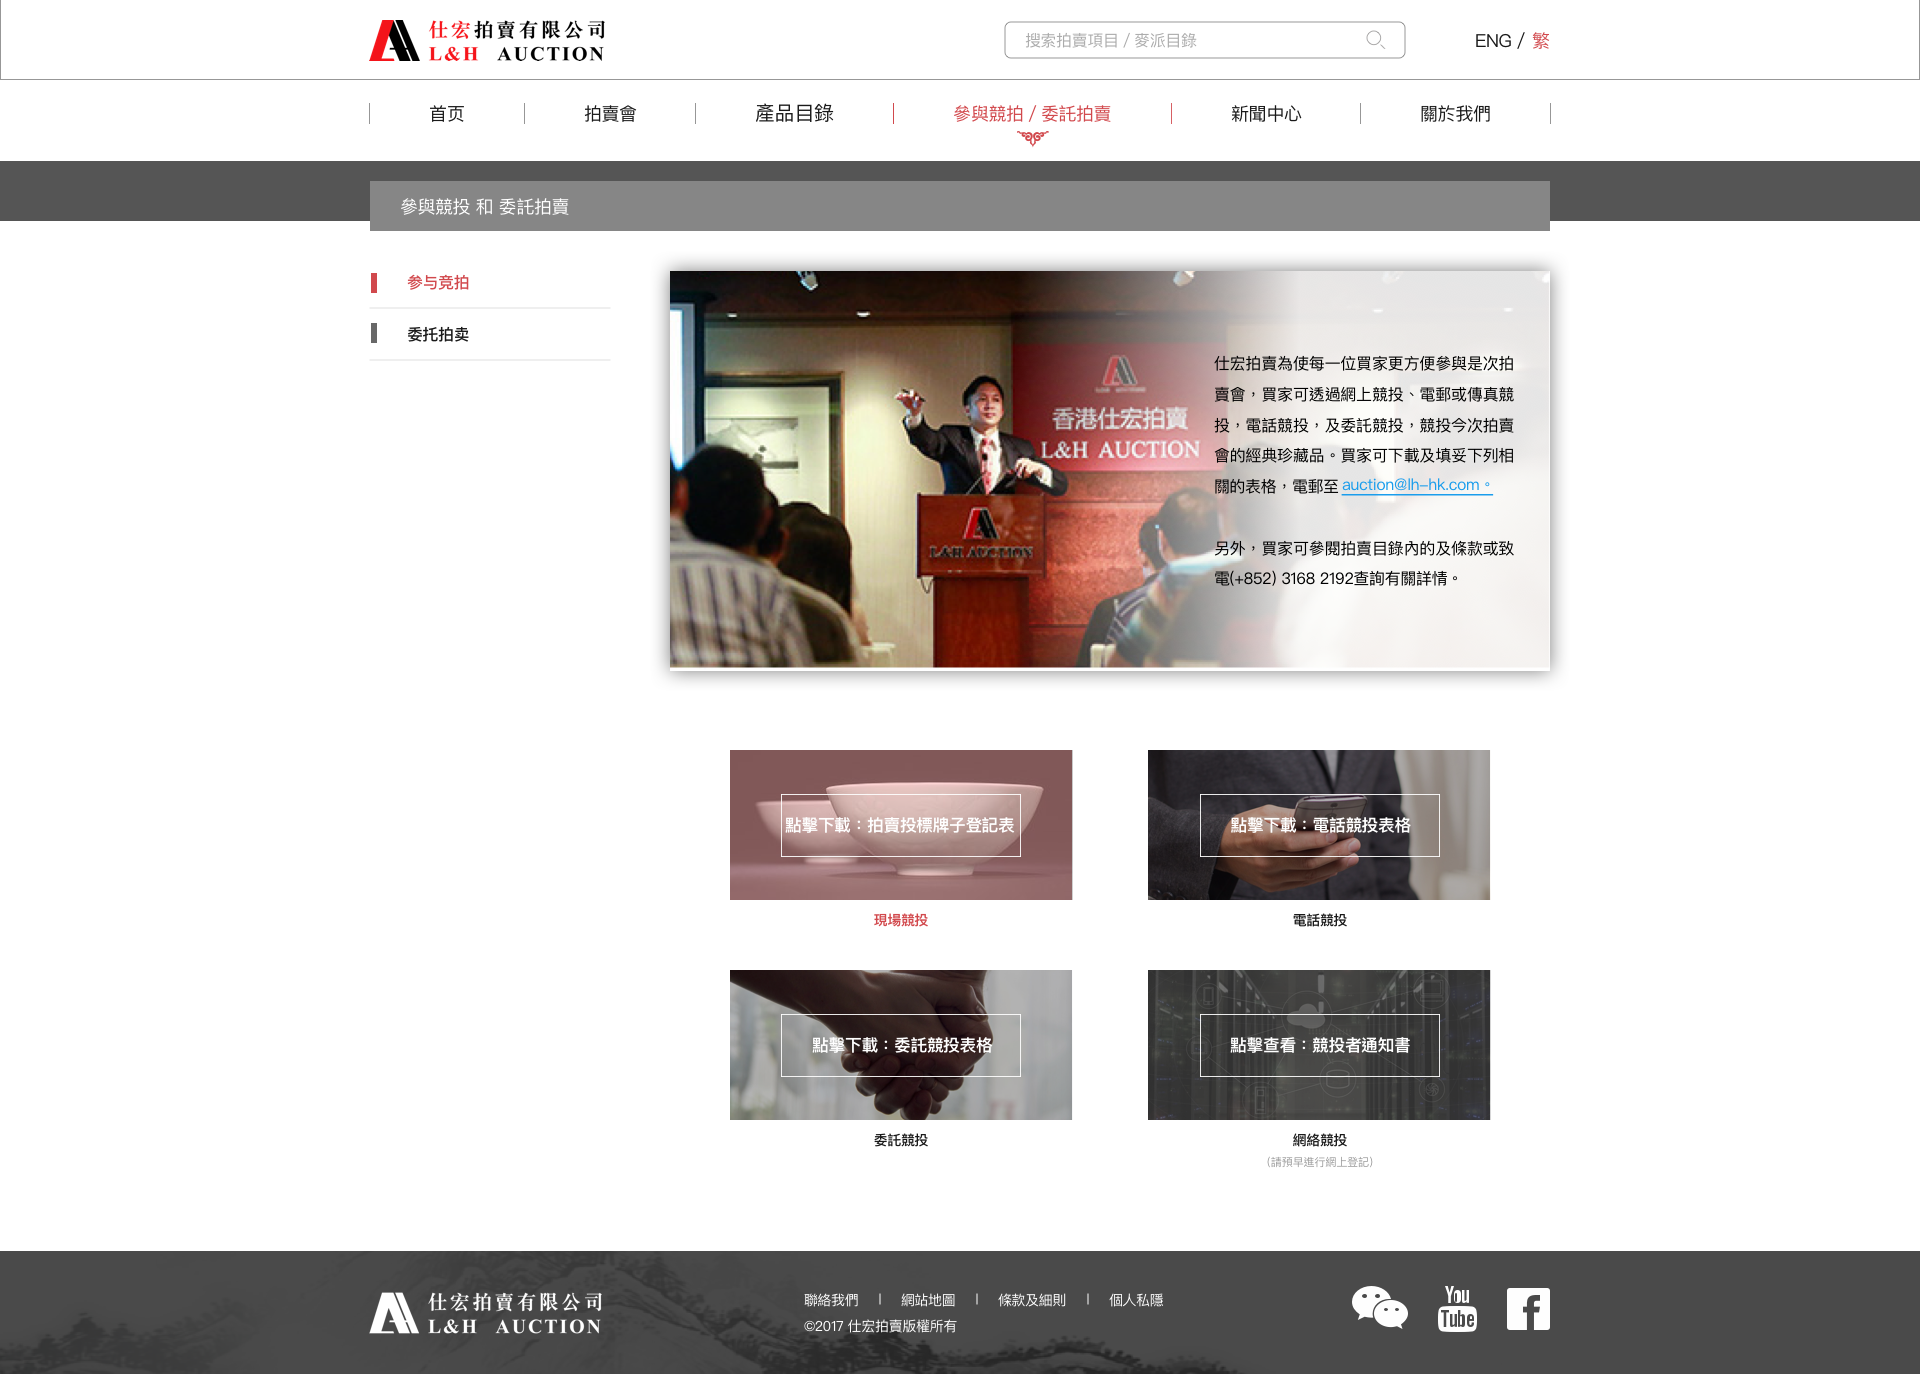 仕宏拍賣有限公司
L&H AUCTION
搜索拍賣項目 / 麥派目錄
ENG / 繁
首页
拍賣會
產品目錄
參與競拍 / 委託拍賣
新聞中心
關於我們
參與競投 和 委託拍賣
参与竞拍
委托拍卖
香港仕宏拍賣
L&H AUCTION
L&H AUCTION
仕宏拍賣為使每一位買家更方便參與是次拍
賣會，買家可透過網上競投、電郵或傳真競
投，電話競投，及委託競投，競投今次拍賣
會的經典珍藏品。買家可下載及填妥下列相
關的表格，電郵至 auction@lh-hk.com。
另外，買家可參閱拍賣目錄內的及條款或致
電(+852) 3168 2192查詢有關詳情。
點擊下載：拍賣投標牌子登記表
現場競投
點擊下載：電話競投表格
電話競投
點擊下載：委託競投表格
委託競投
點擊查看：競投者通知書
網絡競投
(請預早進行網上登記)
仕宏拍賣有限公司
L&H AUCTION
聯絡我們 | 網站地圖 | 條款及細則 | 個人私隱
©2017 仕宏拍賣版權所有
You
Tube